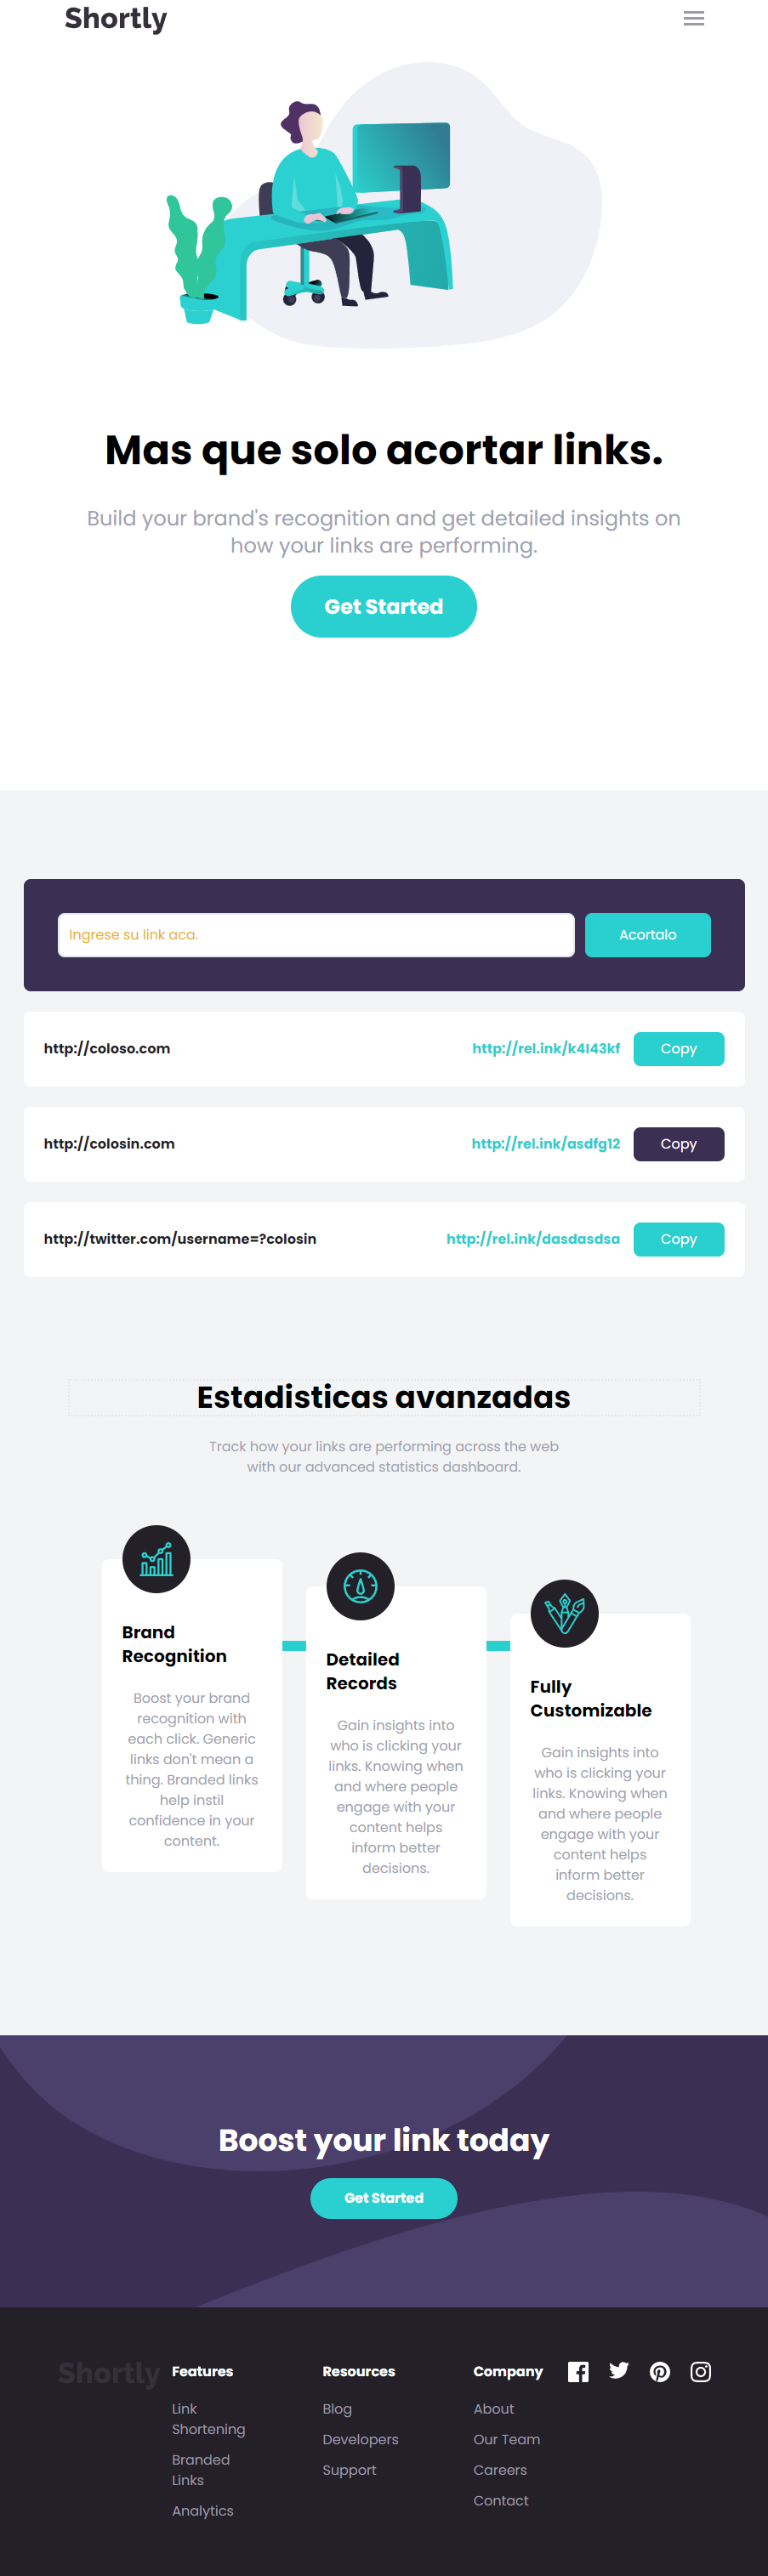 Shortly
Mas que solo acortar links.
Build your brand's recognition and get detailed insights on
how your links are performing.
Get Started
Ingrese su link aca.
Acortalo
http://coloso.com
http://rel.ink/k4I43kf
Copy
http://colosin.com
http://rel.ink/asdfg12
Copy
http://twitter.com/username=?colosin
http://rel.ink/dasdasdsa
Copy
Estadisticas avanzadas
Track how your links are performing across the web
with our advanced statistics dashboard.
Brand
Recognition
Boost your brand
recognition with
each click. Generic
links don't mean a
thing. Branded links
help instil
confidence in your
content.
Detailed
Records
Gain insights into
who is clicking your
links. Knowing when
and where people
engage with your
content helps
inform better
decisions.
Fully
Customizable
Gain insights into
who is clicking your
links. Knowing when
and where people
engage with your
content helps
inform better
decisions.
Boost your link today
Get Started
Shortly
Features
Link
Shortening
Branded
Links
Analytics
Resources
Blog
Developers
Support
Company
About
Our Team
Careers
Contact